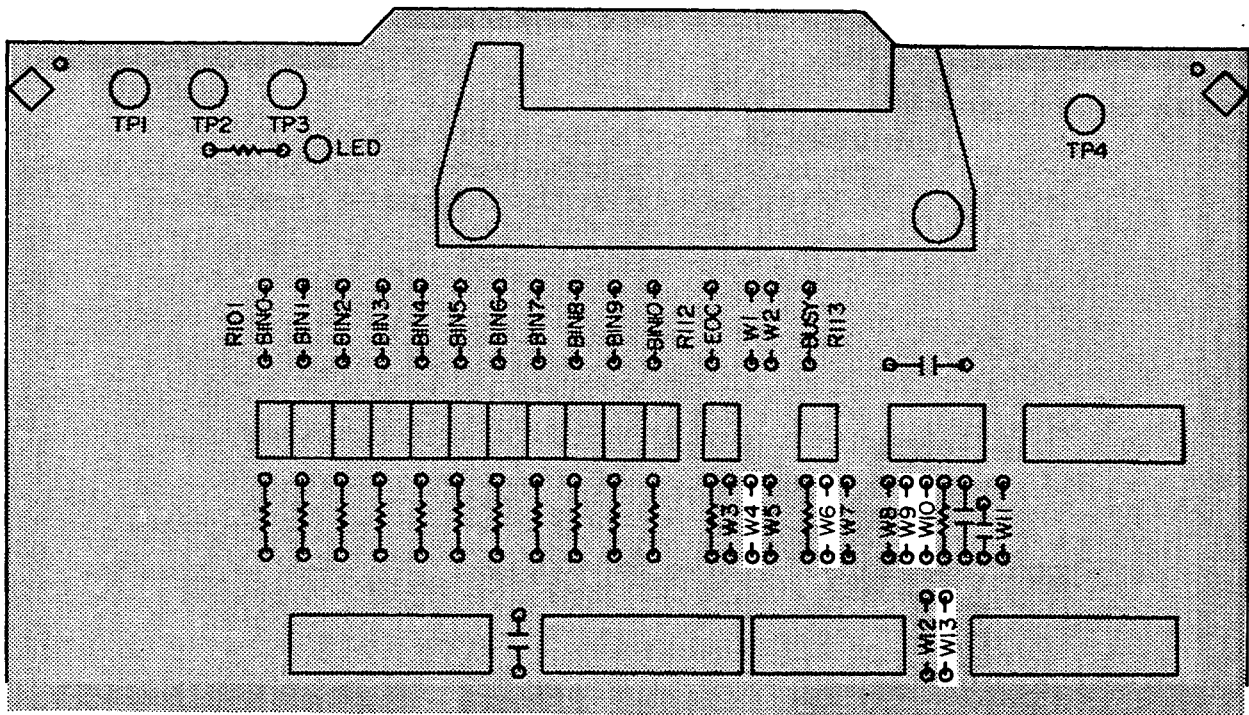 TP1 TP2 TP3
LED
TP4
R101
BIN0
BIN1
BIN2
BIN3
BIN4
BIN5
BIN6
BIN7
BIN8
BIN9
BIN10
R112
EOC
W1
W2
BUSY
R113
W3
W4
W5
W6
W7
W8
W9
W10
W11
W12
W13